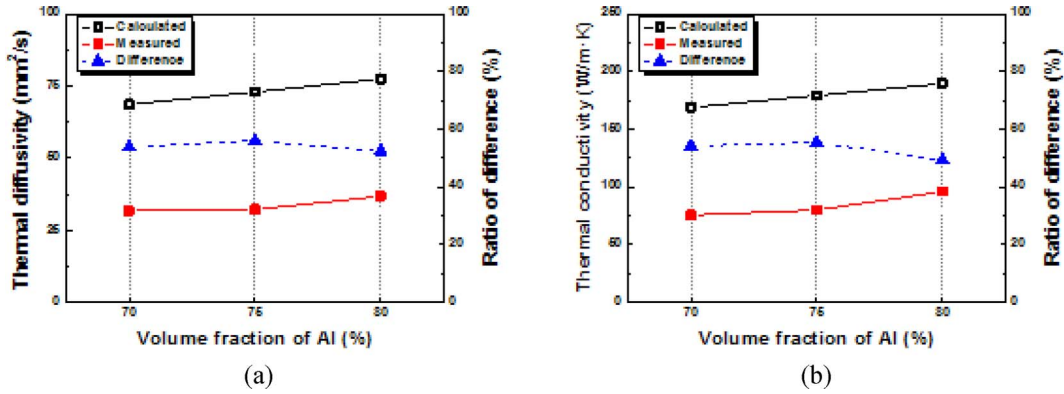 100
75
50
25
0
Thermal diffusivity (mm²/s)
Caloulated
Measured
Difference
100
80
60
40
20
0
Ratio of difference (%)
70
75
80
Volume fraction of Al (%)
(a)
250
200
150
100
50
0
Thermal conductivity (W/m·K)
Calculated
Measured
Difference
100
80
60
40
20
0
Ratio of difference (%)
70
75
80
Volume fraction of Al (%)
(b)